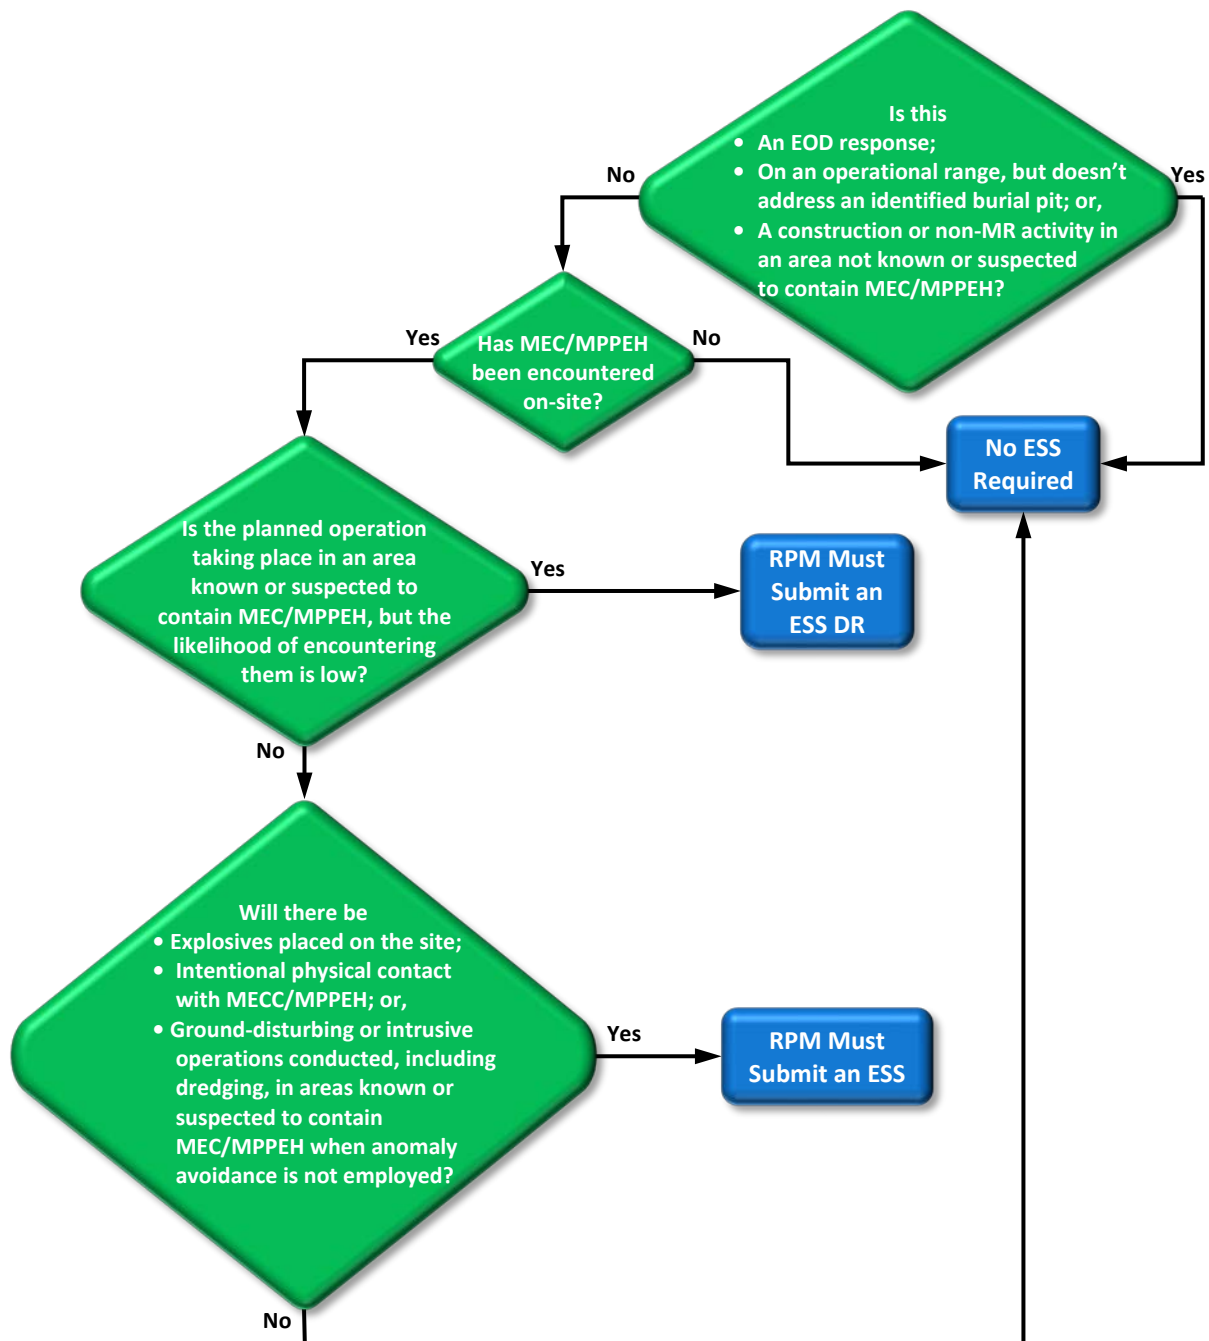 Is this
• An EOD response;
• On an operational range, but doesn’t
address an identified burial pit; or,
• A construction or non-MR activity in
an area not known or suspected
to contain MEC/MPPEH?
No
Yes
Has MEC/MPPEH
been encountered
on-site?
Yes
No
No ESS
Required
Is the planned operation
taking place in an area
known or suspected to
contain MEC/MPPEH, but the
likelihood of encountering
them is low?
Yes
RPM Must
Submit an
ESS DR
No
Will there be
• Explosives placed on the site;
• Intentional physical contact
with MECC/MPPEH; or,
• Ground-disturbing or intrusive
operations conducted, including
dredging, in areas known or
suspected to contain
MEC/MPPEH when anomaly
avoidance is not employed?
Yes
RPM Must
Submit an ESS
No